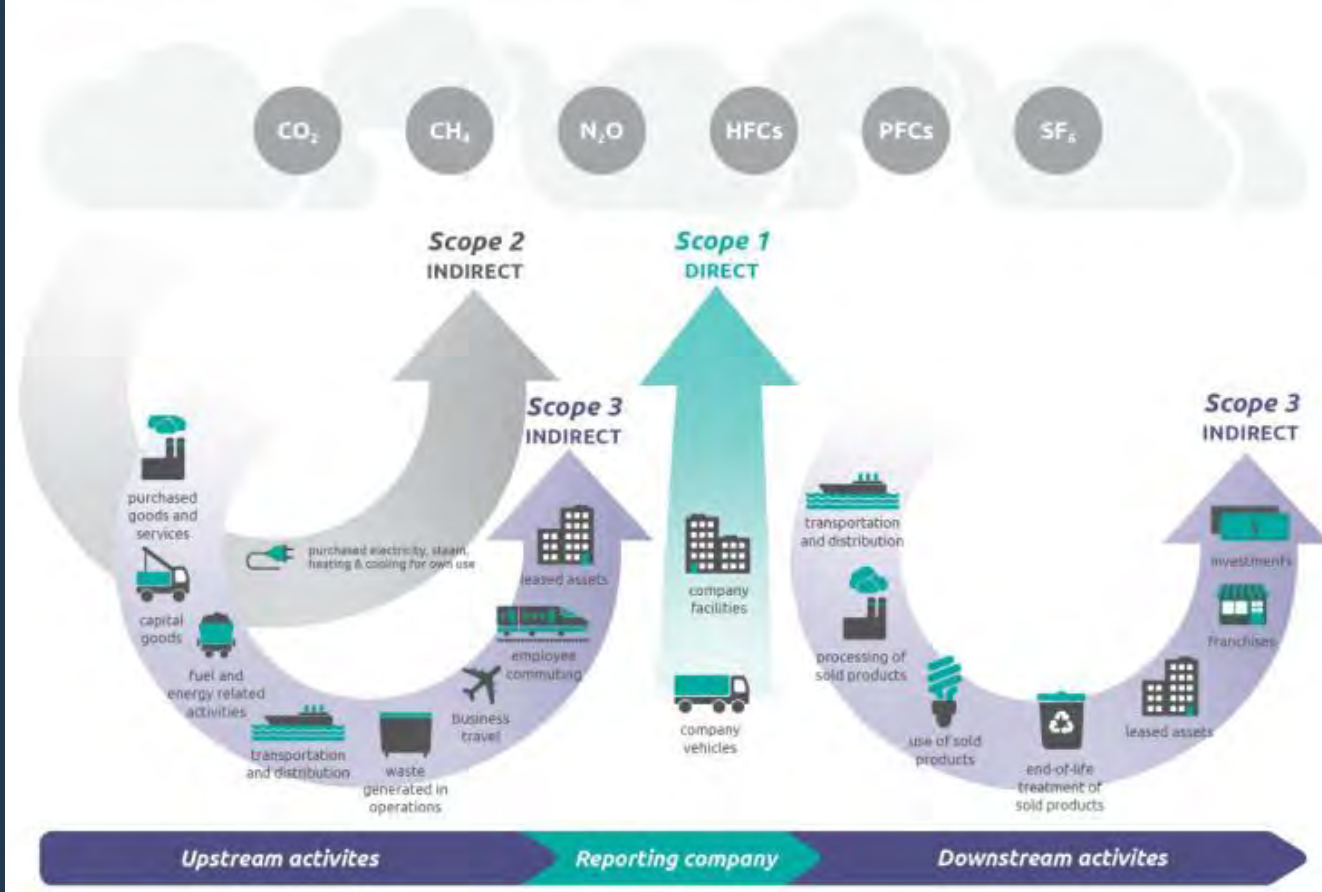 CO₂
CH₄
N₂O
HFCs
PFCs
SF₆
Scope 2
INDIRECT
Scope 1
DIRECT
Scope 3
INDIRECT
Scope 3
INDIRECT
purchased
goods and
services
capital
goods
fuel and
energy related
activities
transportation
and distribution
waste
generated in
operations
business
travel
employee
commuting
leased assets
purchased electricity, steam,
heating & cooling for own use
company
facilities
company
vehicles
transportation
and distribution
processing of
sold products
use of sold
products
end-of-life
treatment of
sold products
leased assets
franchises
investments
Upstream activites
Reporting company
Downstream activites